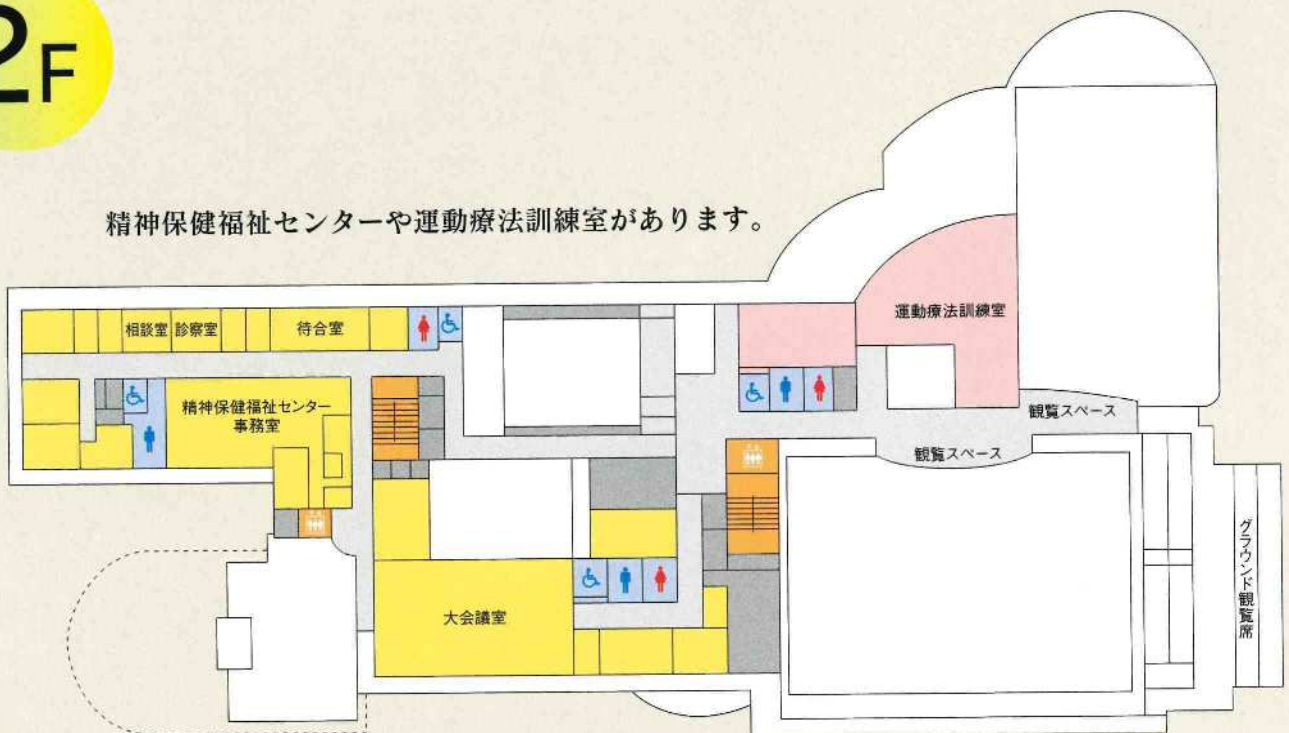 2F
精神保健福祉センターや運動療法訓練室があります。
相談室
診察室
待合室
運動療法訓練室
精神保健福祉センター
事務室
観覧スペース
観覧スペース
グラウンド観覧席
大会議室